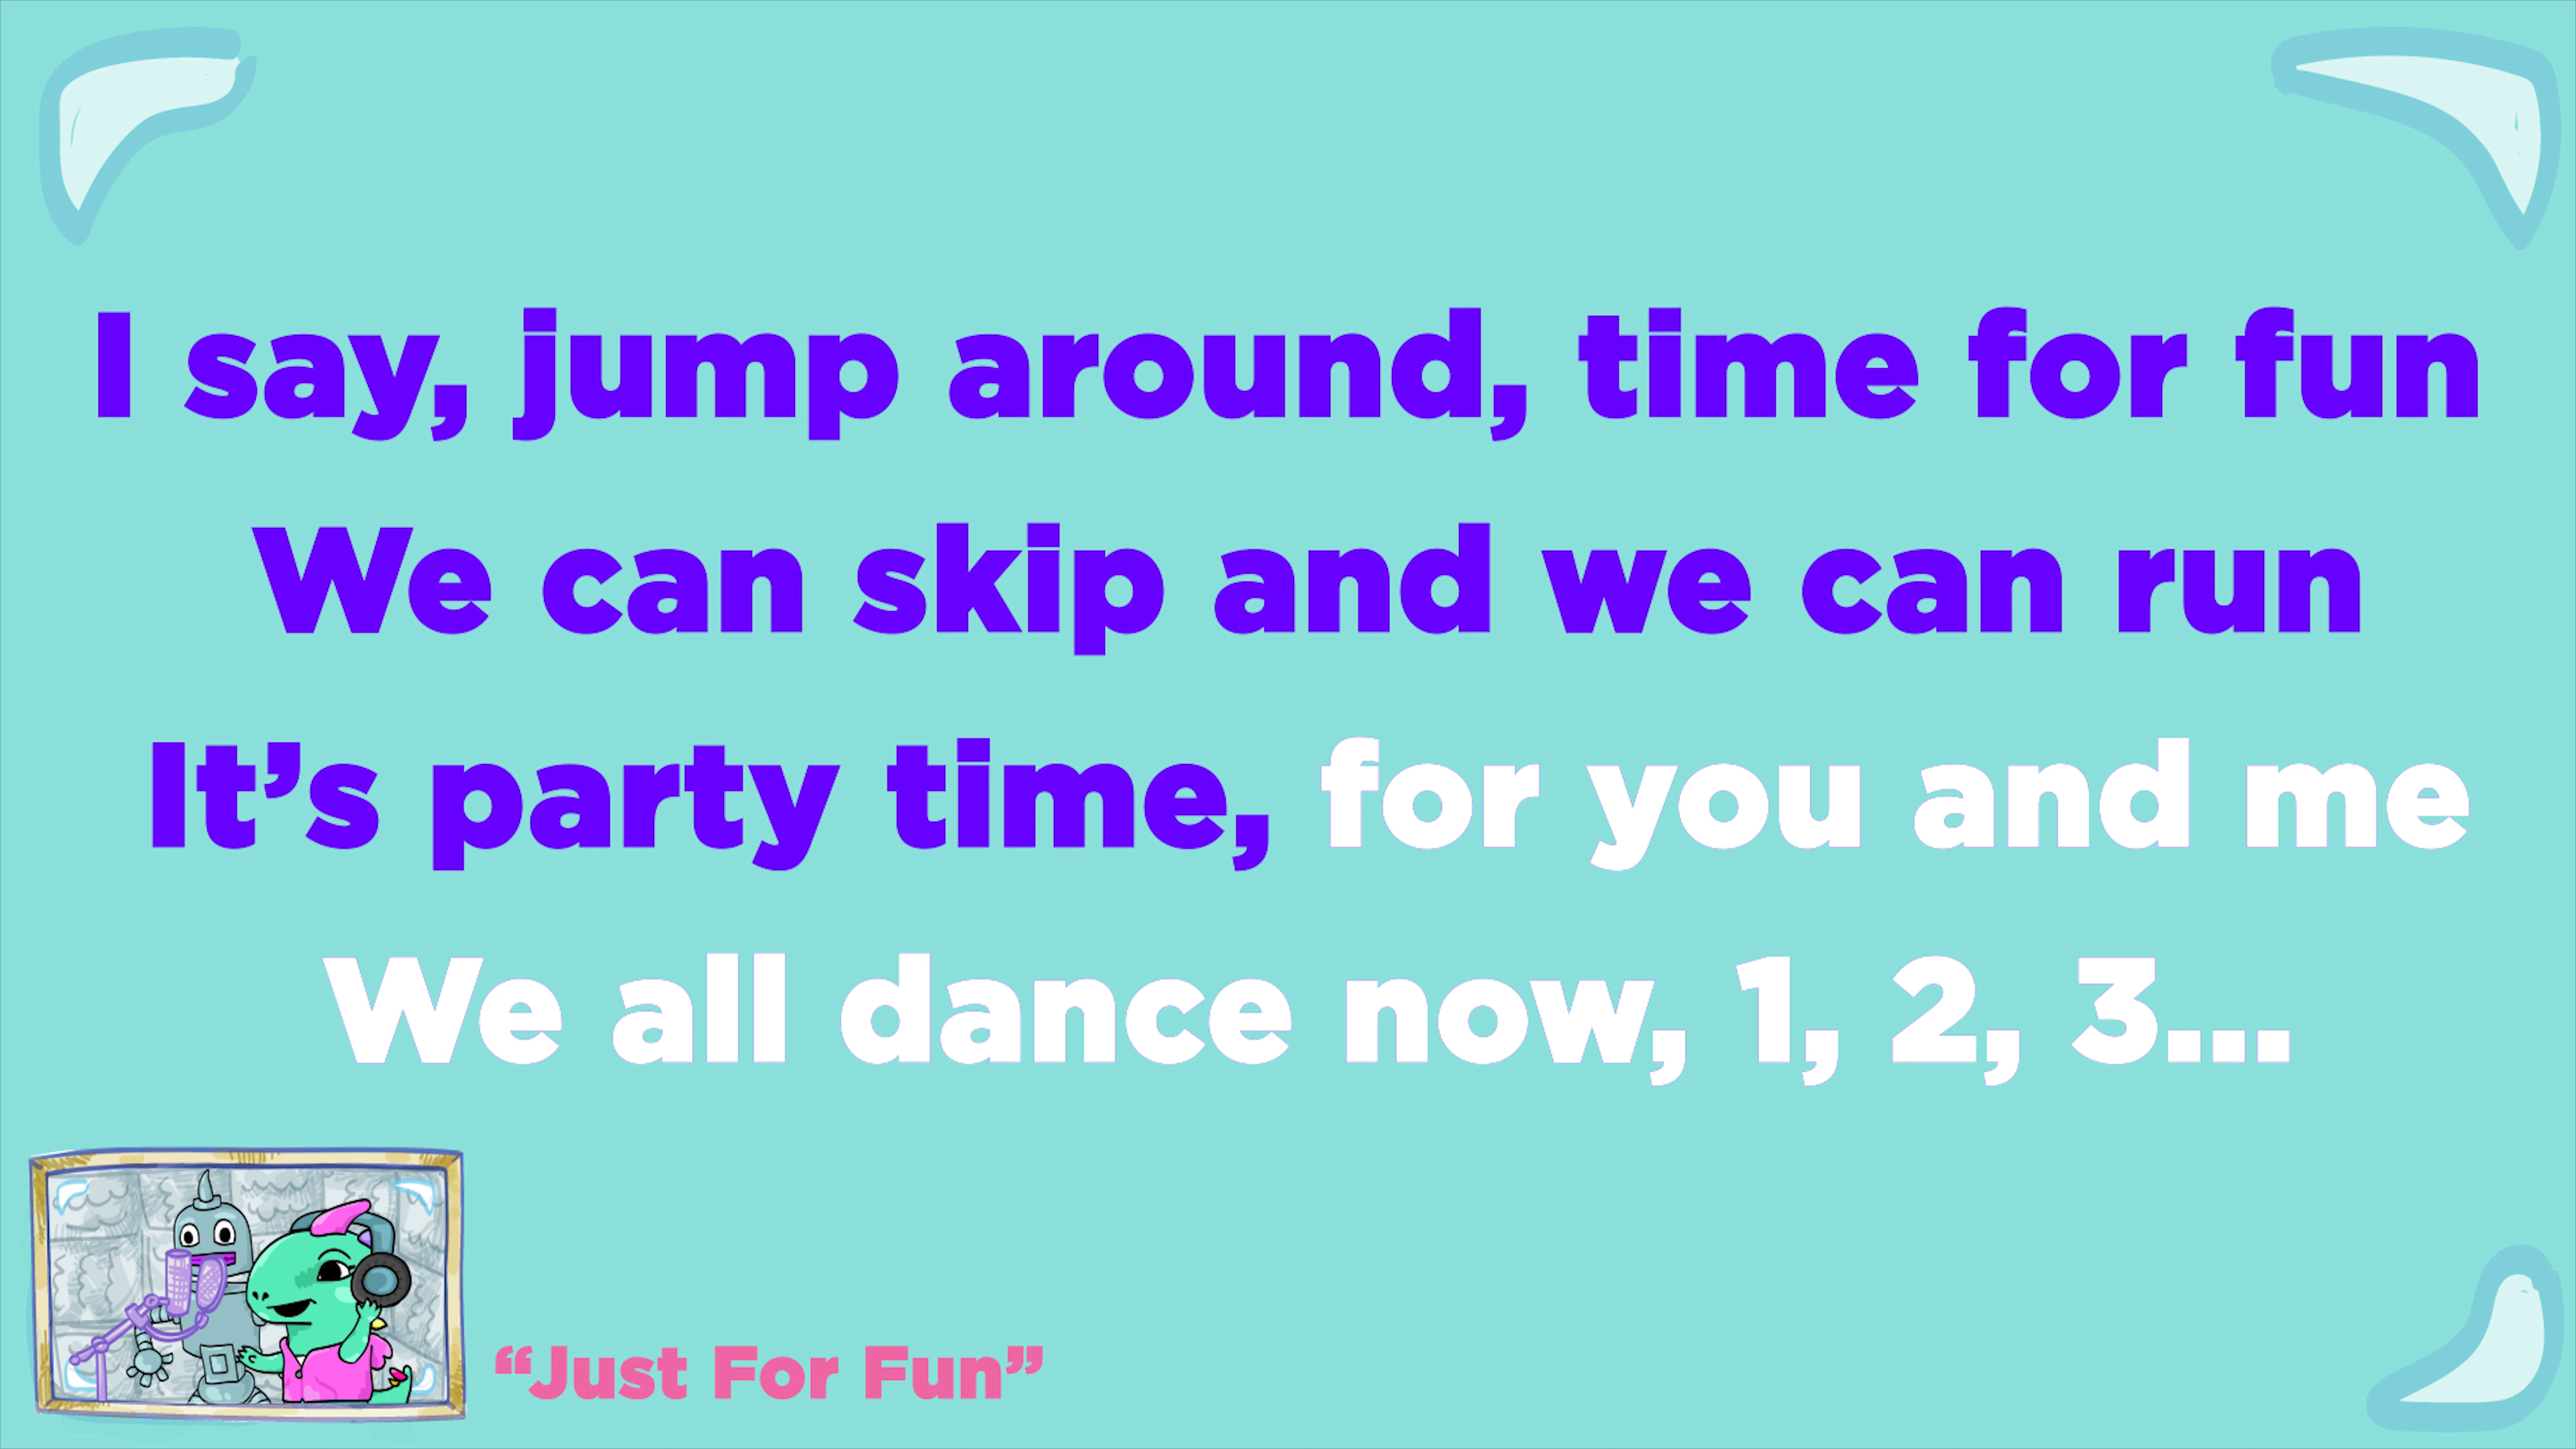 I say, jump around, time for fun
We can skip and we can run
It’s party time, for you and me
We all dance now, 1, 2, 3...
“Just For Fun”